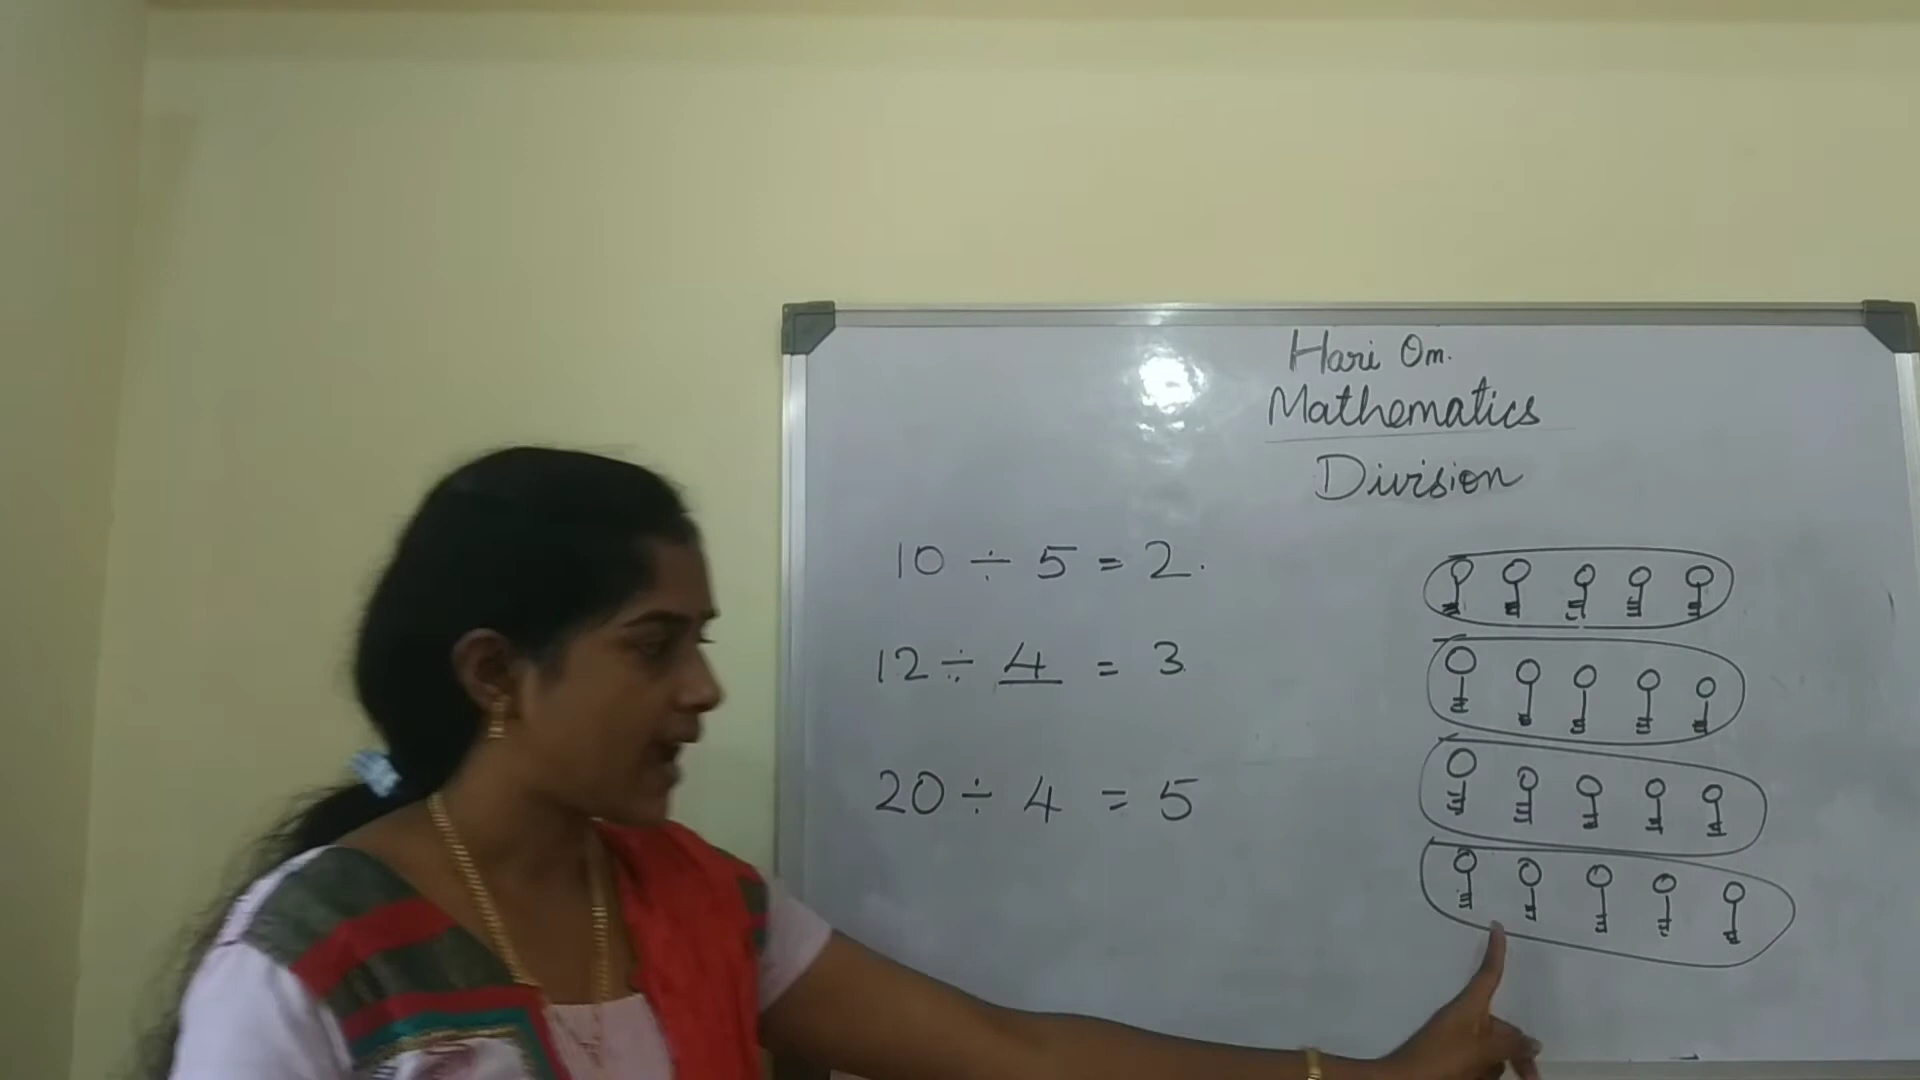 Hari Om.
Mathematics
Division
10 ÷ 5 = 2.
12 ÷ 4 = 3
20 ÷ 4 = 5